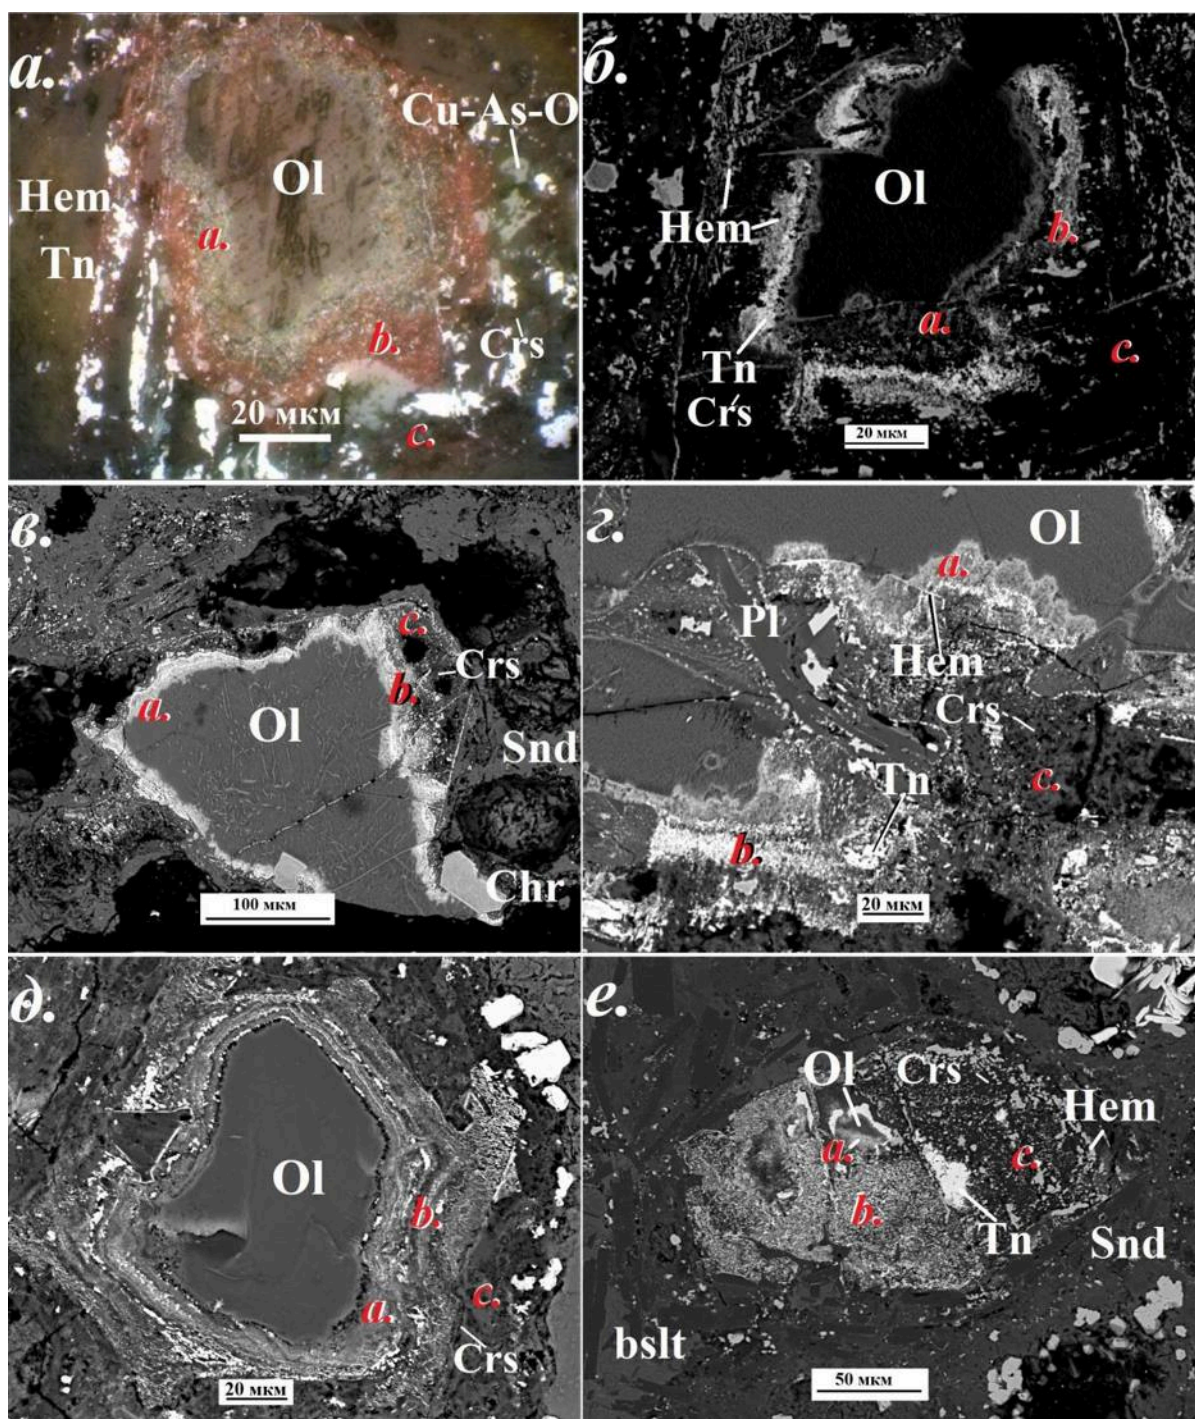 а.
Cu-As-O
Ol
Hem
a.
Tn
b.
Crs
20 мкм
c.
б.
Ol
Hem
b.
a.
Tn
c.
Crs
20 мкм
в.
c.
Crs
a.
Ol
b.
Snd
Chr
100 мкм
г.
Ol
a.
Pl
Hem
Crs
c.
Tn
b.
20 мкм
д.
Ol
b.
a.
c.
Crs
20 мкм
е.
Ol
Crs
Hem
a.
c.
b.
Tn
Snd
bslt
50 мкм